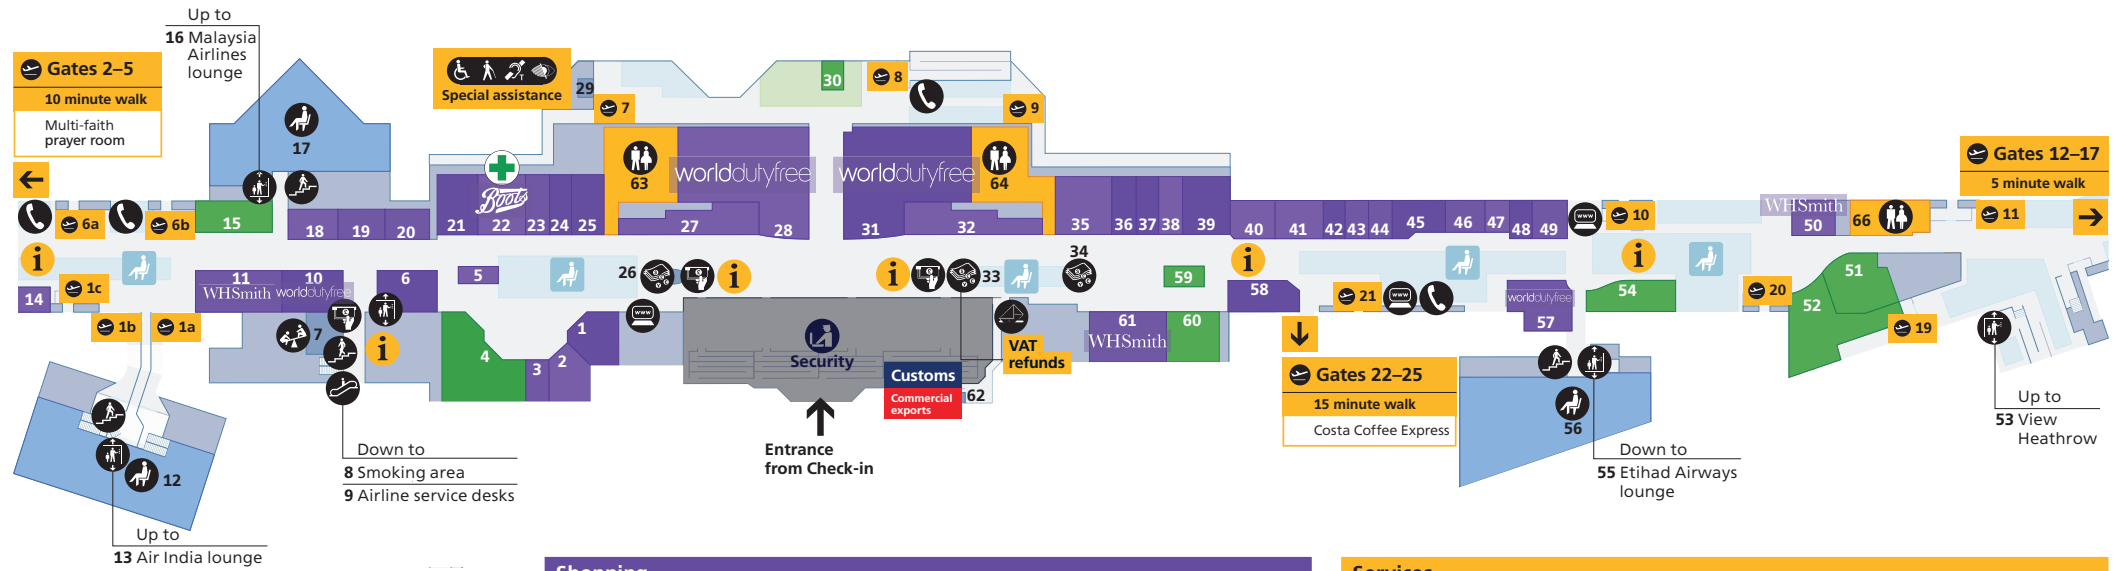 Up to
16 Malaysia
Airlines
lounge
Gates 2–5
10 minute walk
Multi-faith
prayer room
17
6a
6b
15
18
19
20
1c
14
11
WHSmith
10
worlddutyfree
6
5
1b
1a
7
12
Up to
13 Air India lounge
Down to
8 Smoking area
9 Airline service desks
Special assistance
29
7
30
8
9
Boots
21
22
23
24
25
63
worlddutyfree
27
28
worlddutyfree
64
31
32
35
36
37
38
39
26
33
34
59
4
3
2
1
Security
Customs
Commercial
exports
62
VAT
refunds
Entrance
from Check-in
61
WHSmith
60
40
41
42
43
44
45
46
47
48
49
www
10
58
21
www
www
worlddutyfree
57
54
Gates 22–25
15 minute walk
Costa Coffee Express
56
Down to
55 Etihad Airways
lounge
WHSmith
50
66
11
Gates 12–17
5 minute walk
20
51
52
19
Up to
53 View
Heathrow